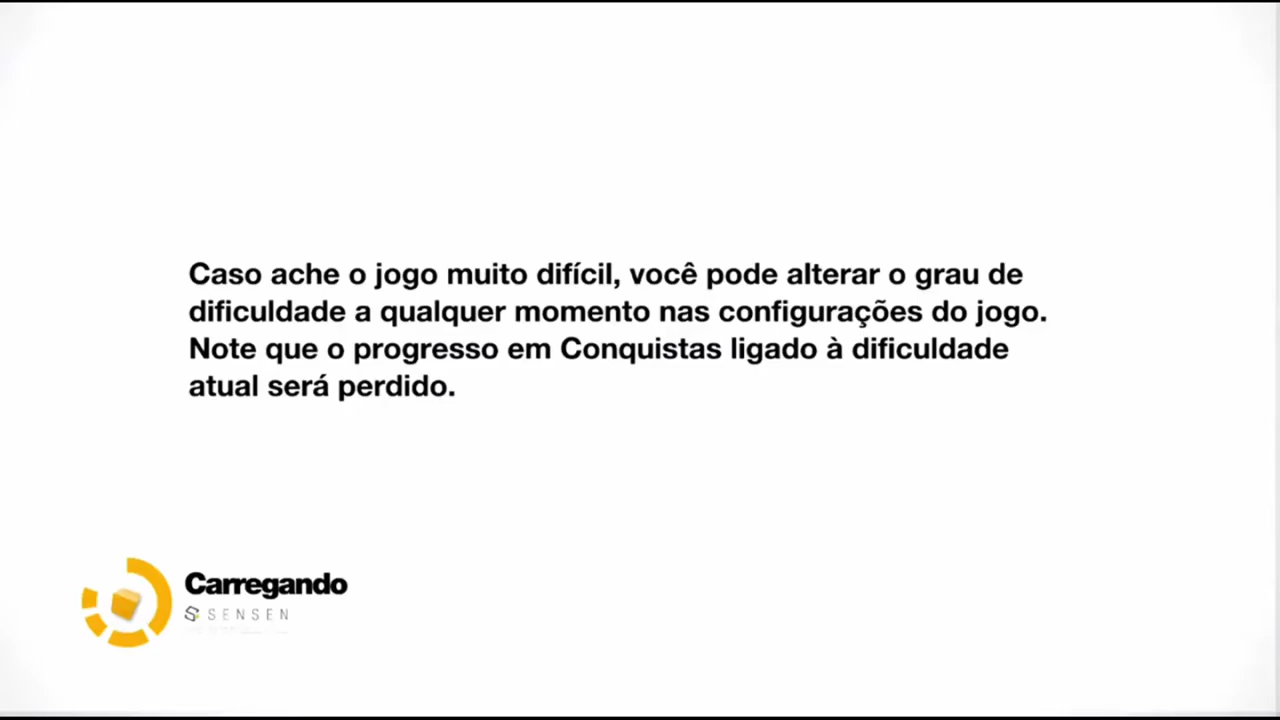 Caso ache o jogo muito difícil, você pode alterar o grau de
dificuldade a qualquer momento nas configurações do jogo.
Note que o progresso em Conquistas ligado à dificuldade
atual será perdido.
Carregando
SENSEN